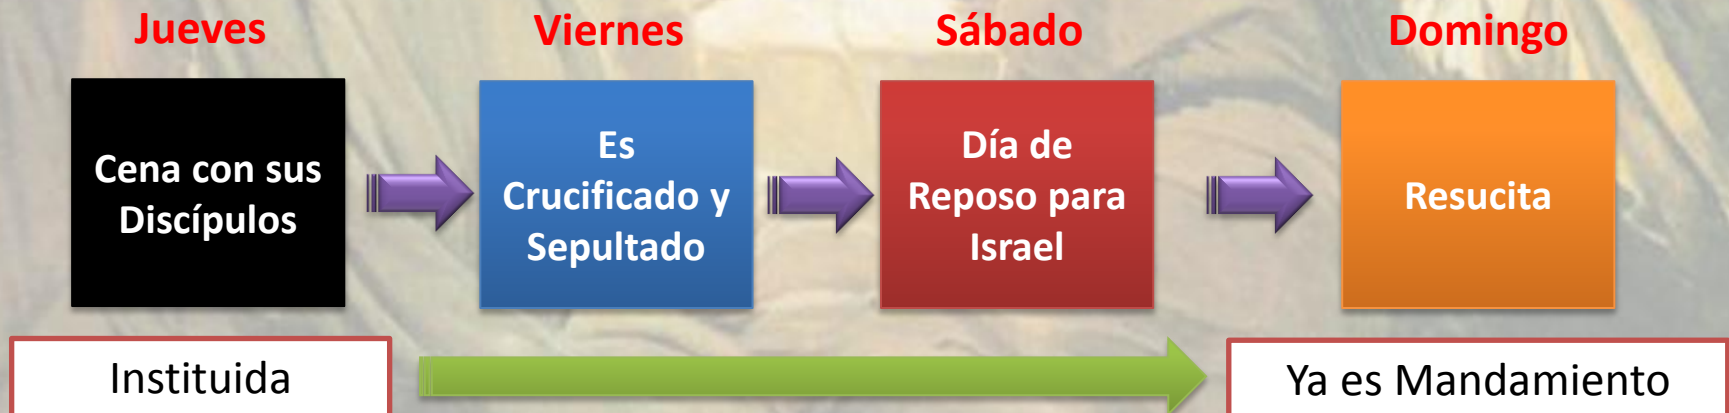 Jueves
Viernes
Sábado
Domingo
Cena con sus
Discípulos
Es
Crucificado y
Sepultado
Día de
Reposo para
Israel
Resucita
Instituida
Ya es Mandamiento